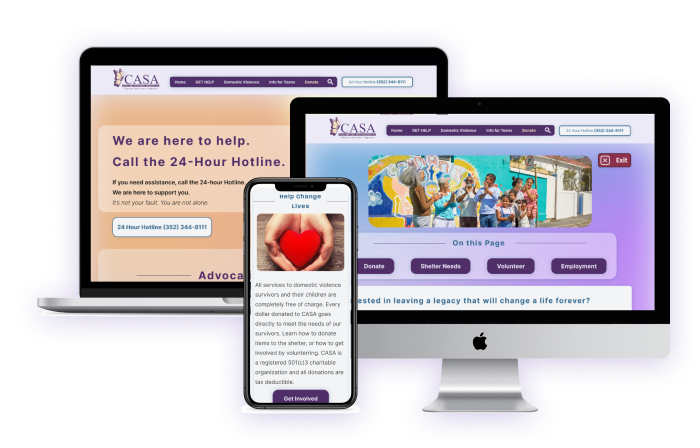 CASA
Home
GET HELP
Domestic Violence
Info for Teens
Donate
24 Hour Hotline (352) 344-8111
We are here to help.
Call the 24-Hour Hotline.
If you need assistance, call the 24-hour Hotline.
We are here to support you.
It's not your fault. You are not alone.
24 Hour Hotline (352) 344-8111
Advoca
CASA
Home
GET HELP
Domestic Violence
Info for Teens
Donate
24 Hour Hotline (352) 344-8111
Exit
On this Page
Donate
Shelter Needs
Volunteer
Employment
ested in leaving a legacy that will change a life forever?
Help Change
Lives
All services to domestic violence
survivors and their children are
completely free of charge. Every
dollar donated to CASA goes
directly to meet the needs of our
survivors. Learn how to donate
items to the shelter, or how to get
involved by volunterring. CASA is
a registered 501(c)3 charitable
organization and all donations are
tax deductible.
Get Involved